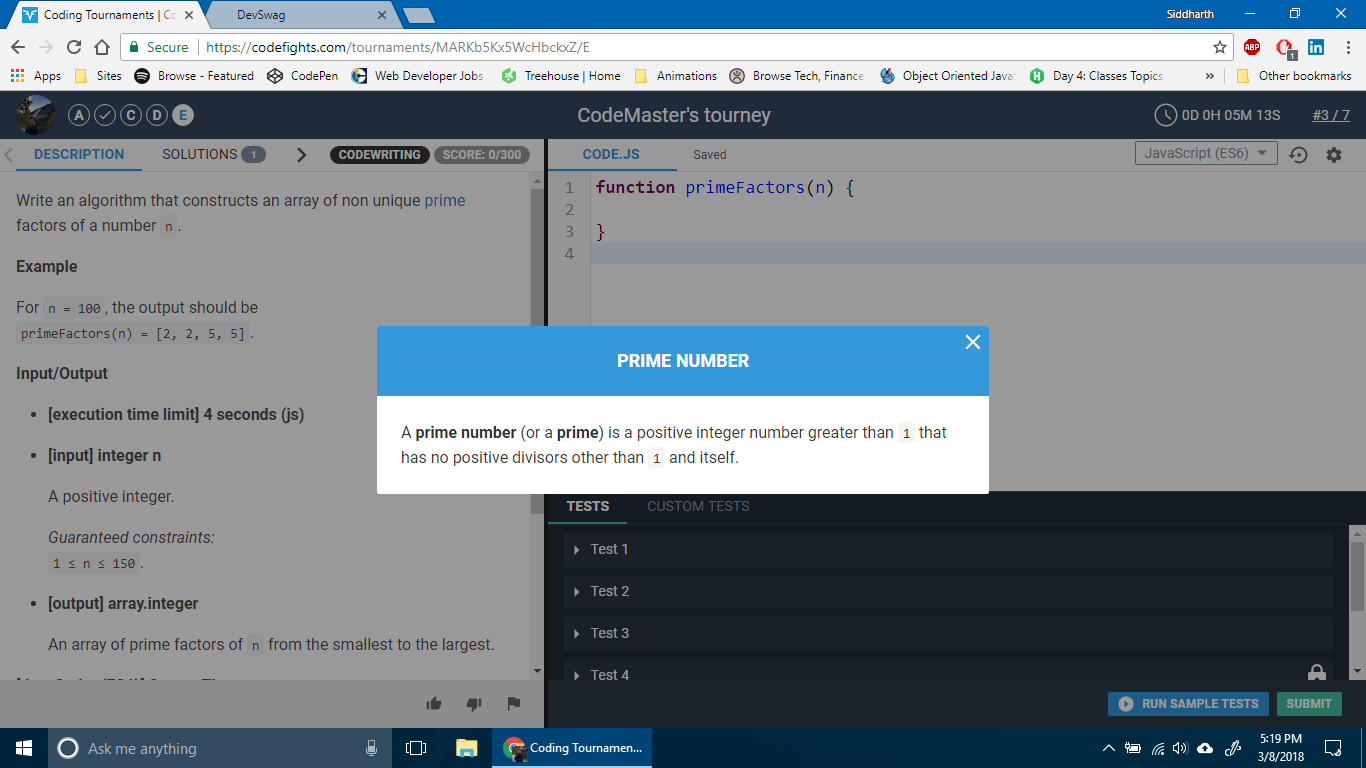 Coding Tournaments | Co
DevSwag
Siddharth
Secure
https://codefights.com/tournaments/MARKb5Kx5WcHbckxZ/E
ABP
1
Apps
Sites
Browse - Featured
CodePen
Web Developer Jobs
Treehouse | Home
Animations
Browse Tech, Finance
Object Oriented Java
Day 4: Classes Topics
»
Other bookmarks
A
C
D
E
CodeMaster's tourney
0D 0H 05M 13S
#3 / 7
DESCRIPTION
SOLUTIONS 1
CODEWRITING
SCORE: 0/300
CODE.JS
Saved
JavaScript (ES6)
Write an algorithm that constructs an array of non unique prime
factors of a number n .
Example
For n = 100 , the output should be
primeFactors(n) = [2, 2, 5, 5] .
Input/Output
• [execution time limit] 4 seconds (js)
• [input] integer n
A positive integer.
Guaranteed constraints:
1 ≤ n ≤ 150 .
• [output] array.integer
An array of prime factors of n from the smallest to the largest.
1 function primeFactors(n) {
2
3 }
4
PRIME NUMBER
A prime number (or a prime) is a positive integer number greater than 1 that
has no positive divisors other than 1 and itself.
TESTS
CUSTOM TESTS
Test 1
Test 2
Test 3
Test 4
RUN SAMPLE TESTS
SUBMIT
Ask me anything
Coding Tournamen...
5:19 PM
3/8/2018